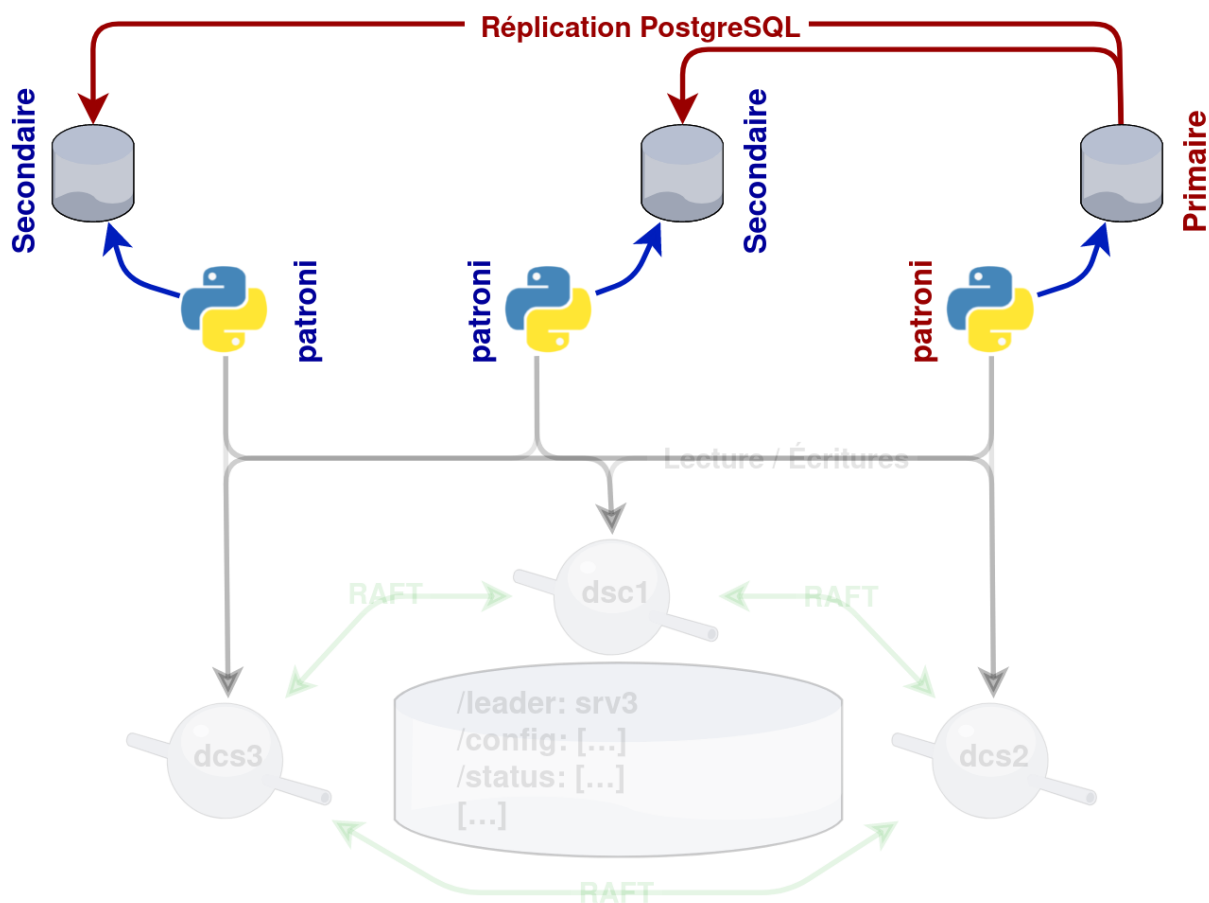 Réplication PostgreSQL
Secondaire
Secondaire
Primaire
patroni
patroni
patroni
Lecture / Écritures
RAFT
dsc1
RAFT
/leader: srv3
/config: […]
/status: […]
[…]
dcs3
dcs2
RAFT